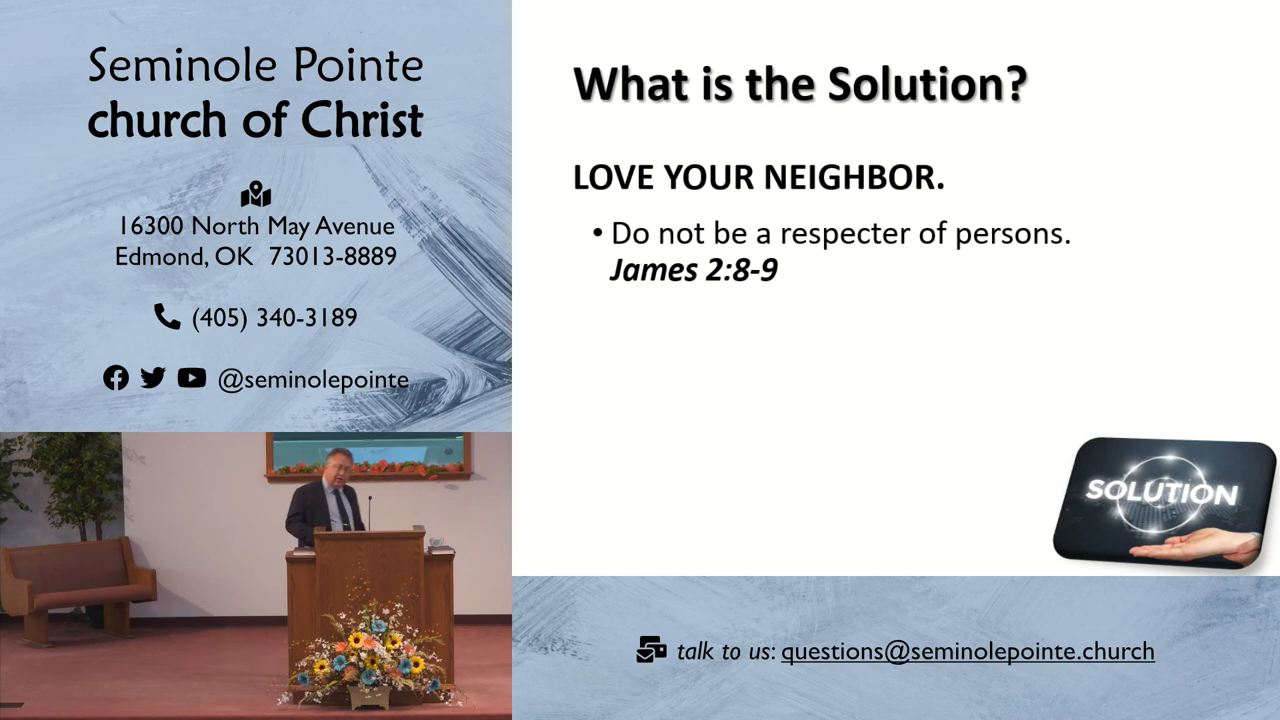 Seminole Pointe
church of Christ
16300 North May Avenue
Edmond, OK 73013-8889
(405) 340-3189
@seminolepointe
What is the Solution?
LOVE YOUR NEIGHBOR.
• Do not be a respecter of persons.
James 2:8-9
SOLUTION
talk to us: questions@seminolepointe.church